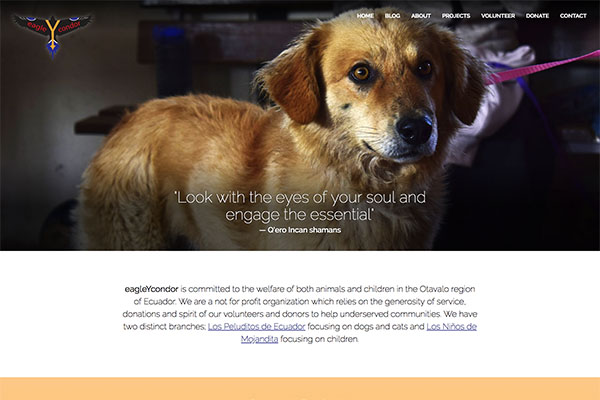 eagle Y condor
HOME BLOG ABOUT PROJECTS VOLUNTEER DONATE CONTACT
"Look with the eyes of your soul and
engage the essential"
— Q'ero Incan shamans
eagleYcondor is committed to the welfare of both animals and children in the Otavalo region
of Ecuador. We are a not for profit organization which relies on the generosity of service,
donations and spirit of our volunteers and donors to help underserved communities. We have
two distinct branches; Los Peluditos de Ecuador focusing on dogs and cats and Los Niños de
Mojandita focusing on children.